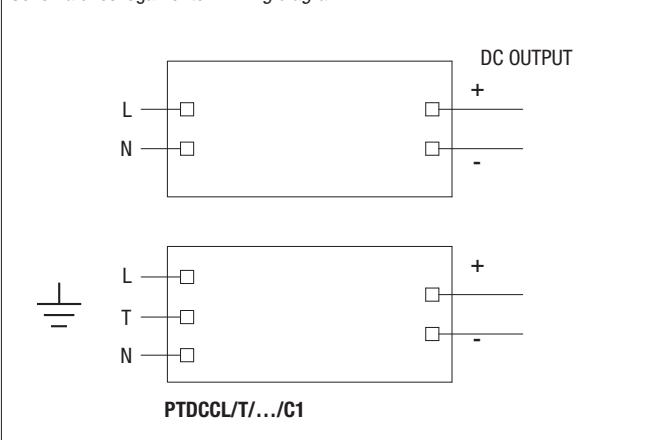 DC OUTPUT
+
L
N
-
+
L
T
N
-
PTDCCL/T/.../C1